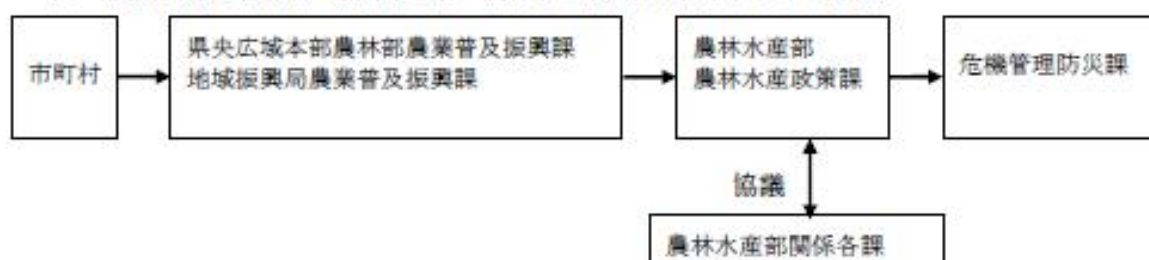 市町村
県央広域本部農林部農業普及振興課
地域振興局農業普及振興課
農林水産部
農林水産政策課
危機管理防災課
協議
農林水産部関係各課